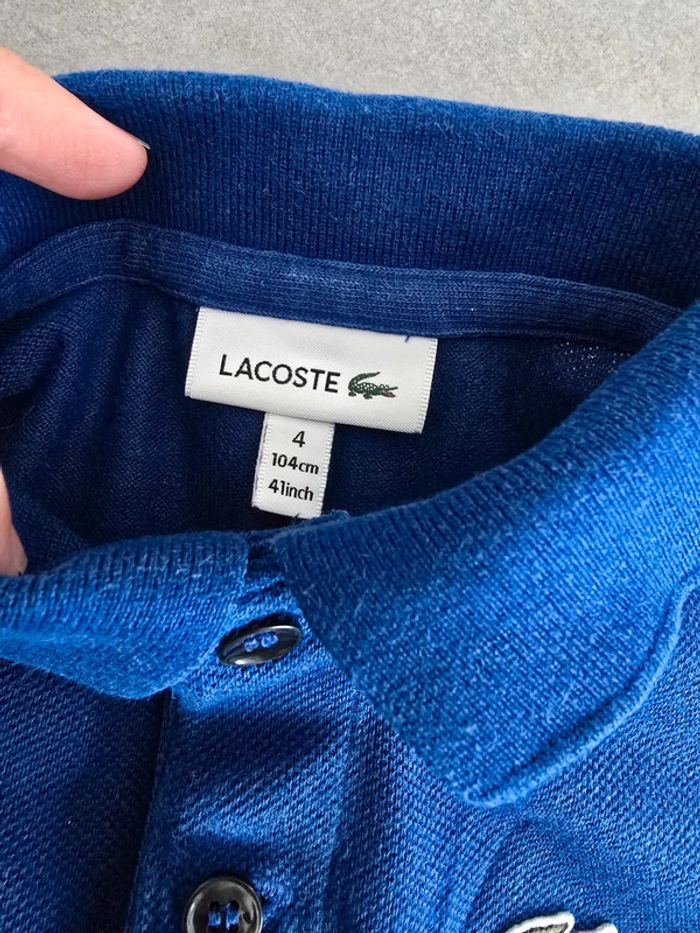 LACOSTE
4
104cm
41inch